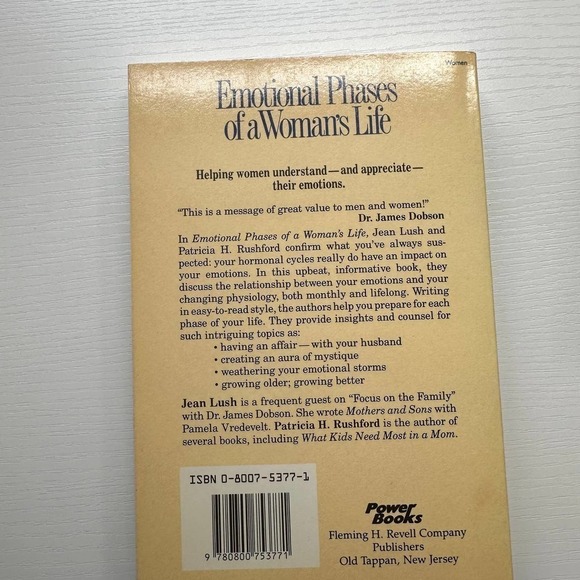 Women
Emotional Phases
of a Woman's Life
Helping women understand—and appreciate—
their emotions.
"This is a message of great value to men and women!"
Dr. James Dobson
In Emotional Phases of a Woman's Life, Jean Lush and
Patricia H. Rushford confirm what you've always sus-
pected: your hormonal cycles really do have an impact on
your emotions. In this upbeat, informative book, they
discuss the relationship between your emotions and your
changing physiology, both monthly and lifelong. Writing
in easy-to-read style, the authors help you prepare for each
phase of your life. They provide insights and counsel for
such intriguing topics as:
• having an affair—with your husband
• creating an aura of mystique
• weathering your emotional storms
• growing older; growing better
Jean Lush is a frequent guest on "Focus on the Family"
with Dr. James Dobson. She wrote Mothers and Sons with
Pamela Vredevelt. Patricia H. Rushford is the author of
several books, including What Kids Need Most in a Mom.
ISBN 0-8007-5377-1
9 780800 753771
Power
Books
Fleming H. Revell Company
Publishers
Old Tappan, New Jersey